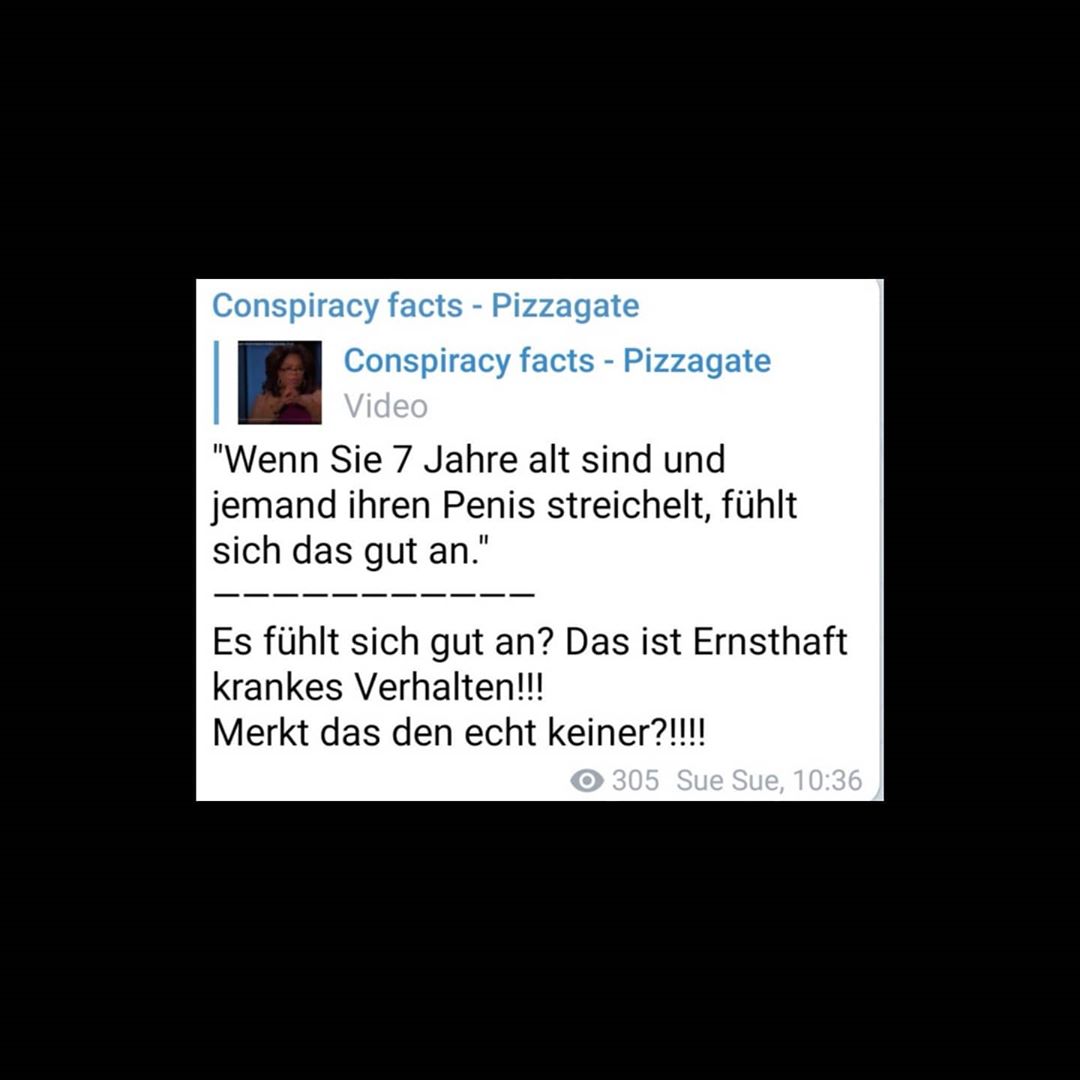 Conspiracy facts - Pizzagate
Conspiracy facts - Pizzagate
Video
"Wenn Sie 7 Jahre alt sind und
jemand ihren Penis streichelt, fühlt
sich das gut an."
———————————
Es fühlt sich gut an? Das ist Ernsthaft
krankes Verhalten!!!
Merkt das den echt keiner?!!!!
305 Sue Sue, 10:36